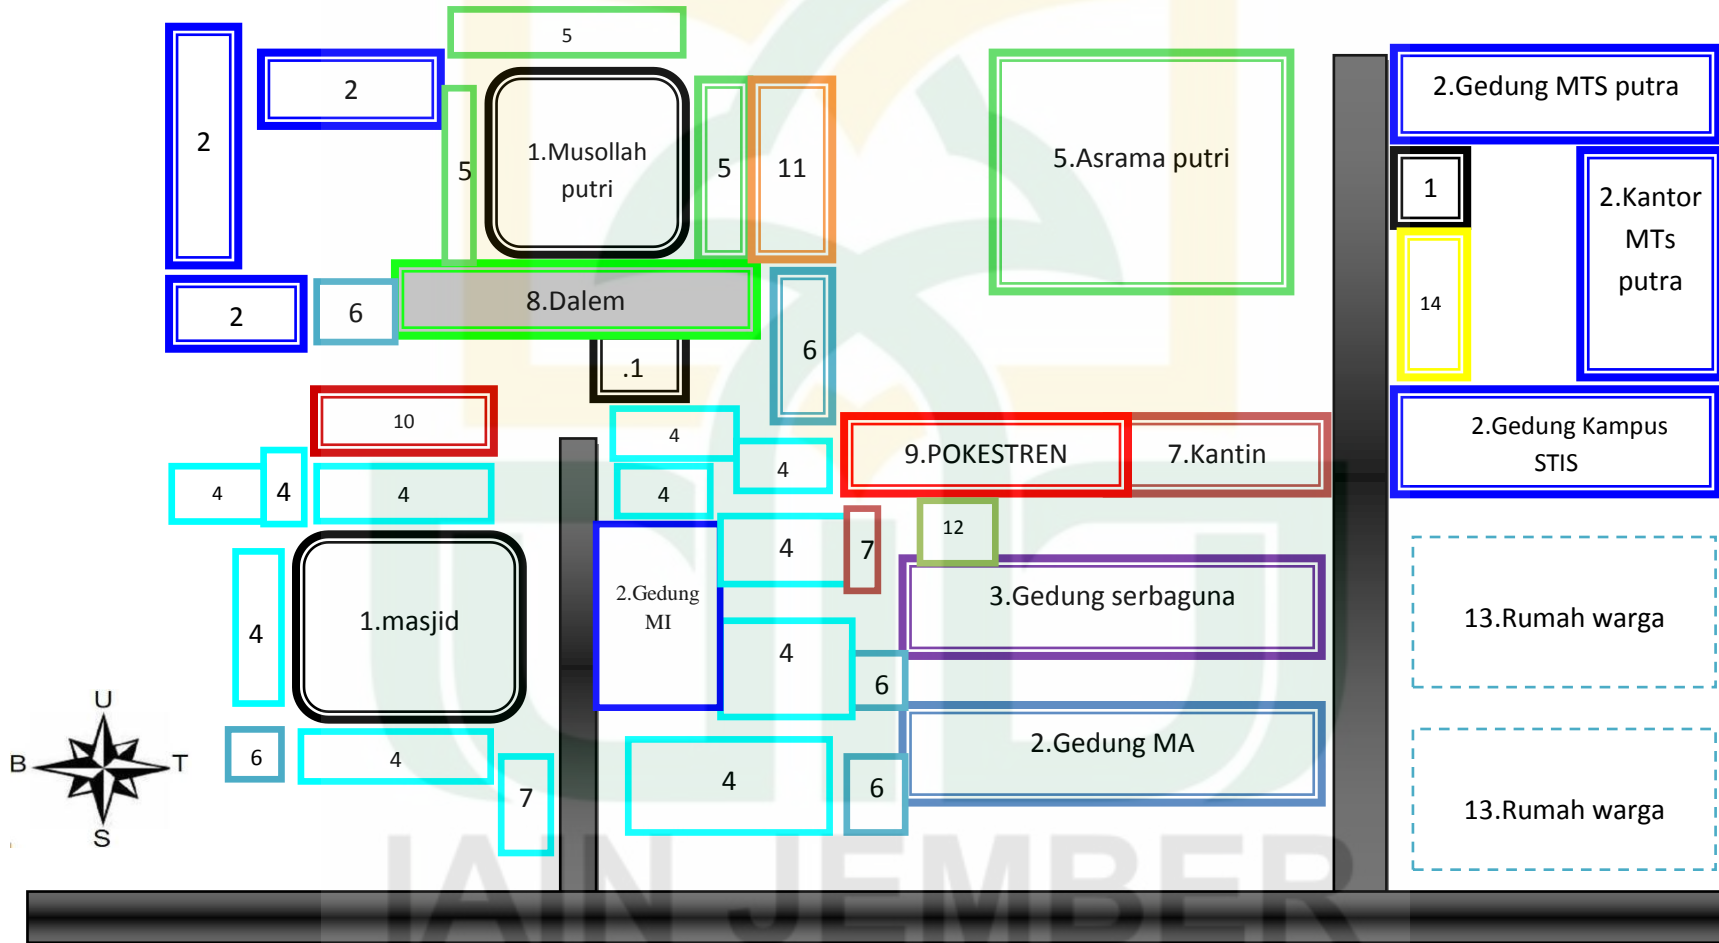 5
2
2
5
1.Musollah
putri
5
11
5.Asrama putri
2.Gedung MTS putra
1
2.Kantor
MTs
putra
14
2
6
8.Dalem
6
.1
10
4
4
4
4
4
4
4
9.POKESTREN
7.Kantin
2.Gedung Kampus
STIS
12
4
7
2.Gedung
MI
3.Gedung serbaguna
13.Rumah warga
4
1.masjid
4
6
2.Gedung MA
6
4
7
4
6
13.Rumah warga
U
B
T
S
IAIN JEMBER